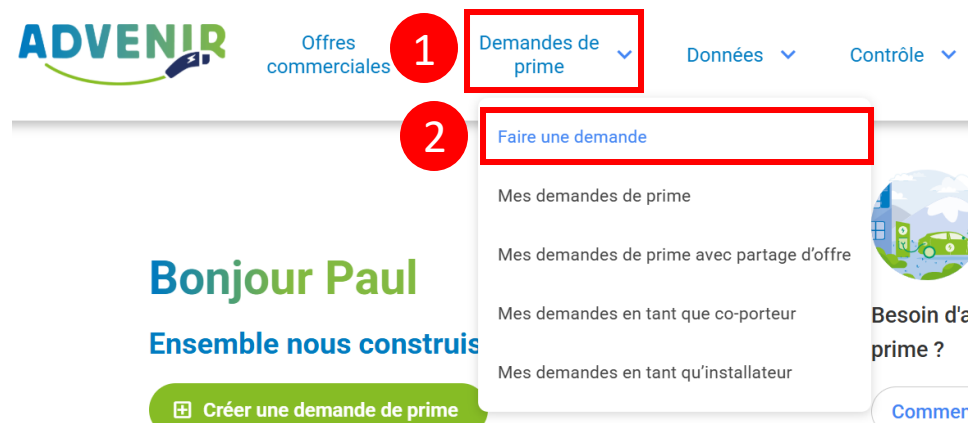 ADVENIR
Offres
commerciales
1
Demandes de
prime
Données
Contrôle
2
Faire une demande
Mes demandes de prime
Mes demandes de prime avec partage d'offre
Mes demandes en tant que co-porteur
Mes demandes en tant qu'installateur
Bonjour Paul
Ensemble nous construis
Créer une demande de prime
Besoin d'a
prime ?
Commen